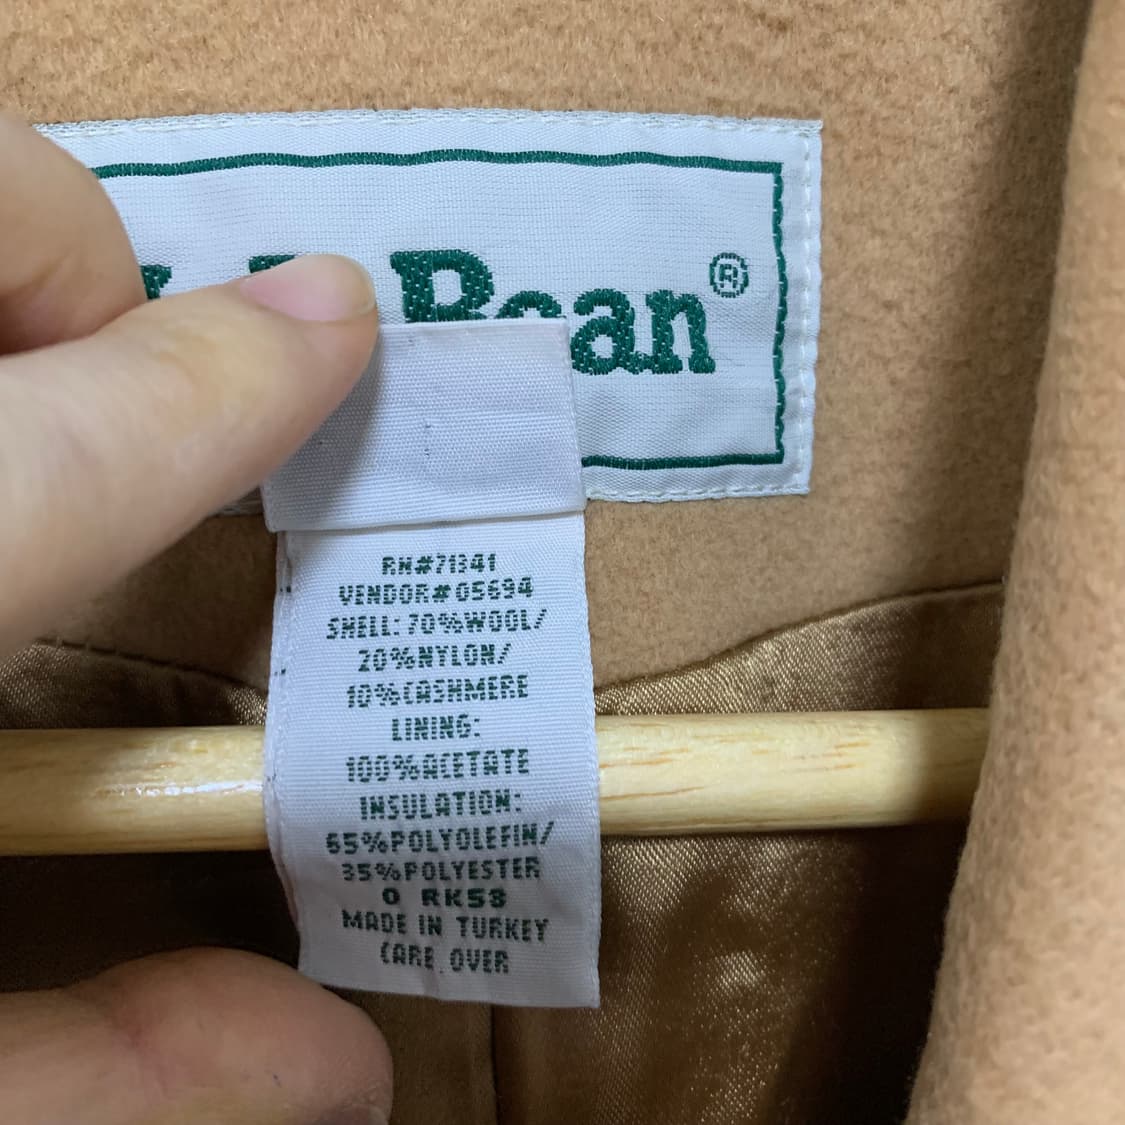 Bean®
RN#71341
VENDOR#05694
SHELL: 70%WOOL/
20%NYLON/
10%CASHMERE
LINING:
100%ACETATE
INSULATION:
65%POLYOLEFIN/
35%POLYESTER
0 RK58
MADE IN TURKEY
CARE OVER